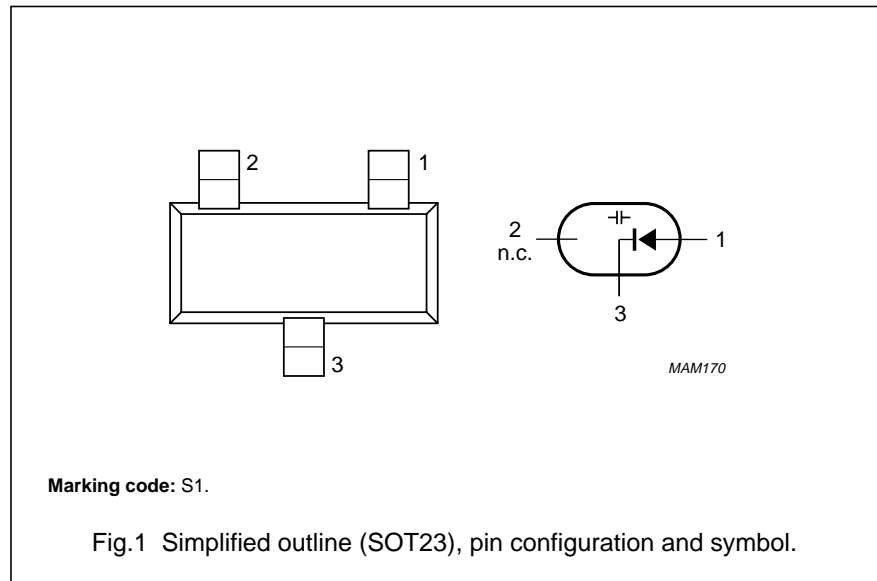 2
1
3
2
n.c.
1
3
MAM170
Marking code: S1.
Fig.1 Simplified outline (SOT23), pin configuration and symbol.